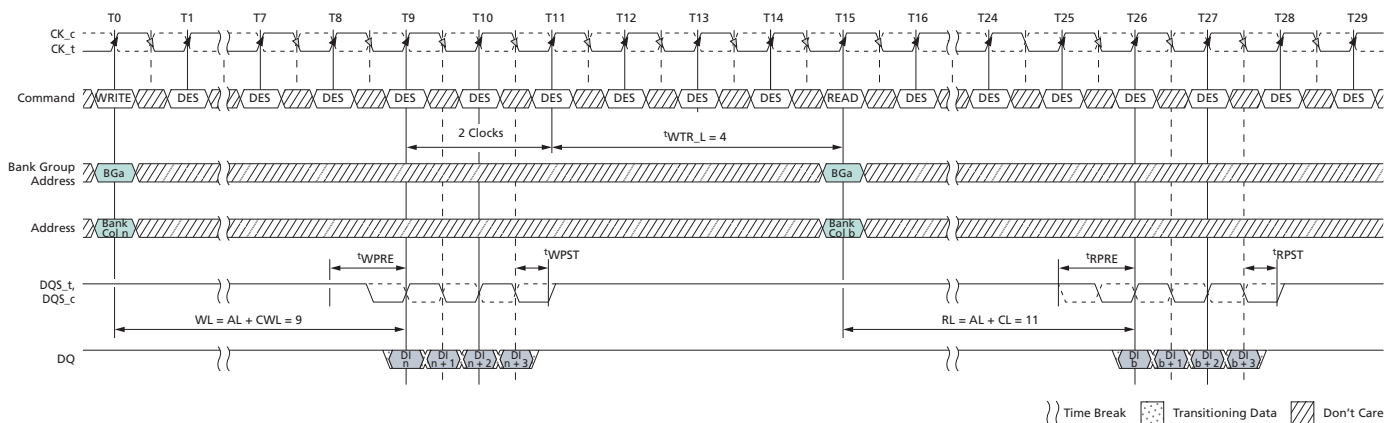 T0 T1 T7 T8 T9 T10 T11 T12 T13 T14 T15 T16 T24 T25 T26 T27 T28 T29
CK_c
CK_t
Command WRITE DES DES DES DES DES DES DES DES DES READ DES DES DES DES DES DES DES
2 Clocks tWTR_L = 4
Bank Group
Address BGa BGa
Address Bank
Col n Bank
Col b
tWPRE tWPST tRPRE tRPST
DQS_t,
DQS_c
WL = AL + CWL = 9 RL = AL + CL = 11
DQ DI
n DI
n + 1 DI
n + 2 DI
n + 3 DI
b DI
b + 1 DI
b + 2 DI
b + 3
Time Break Transitioning Data Don't Care